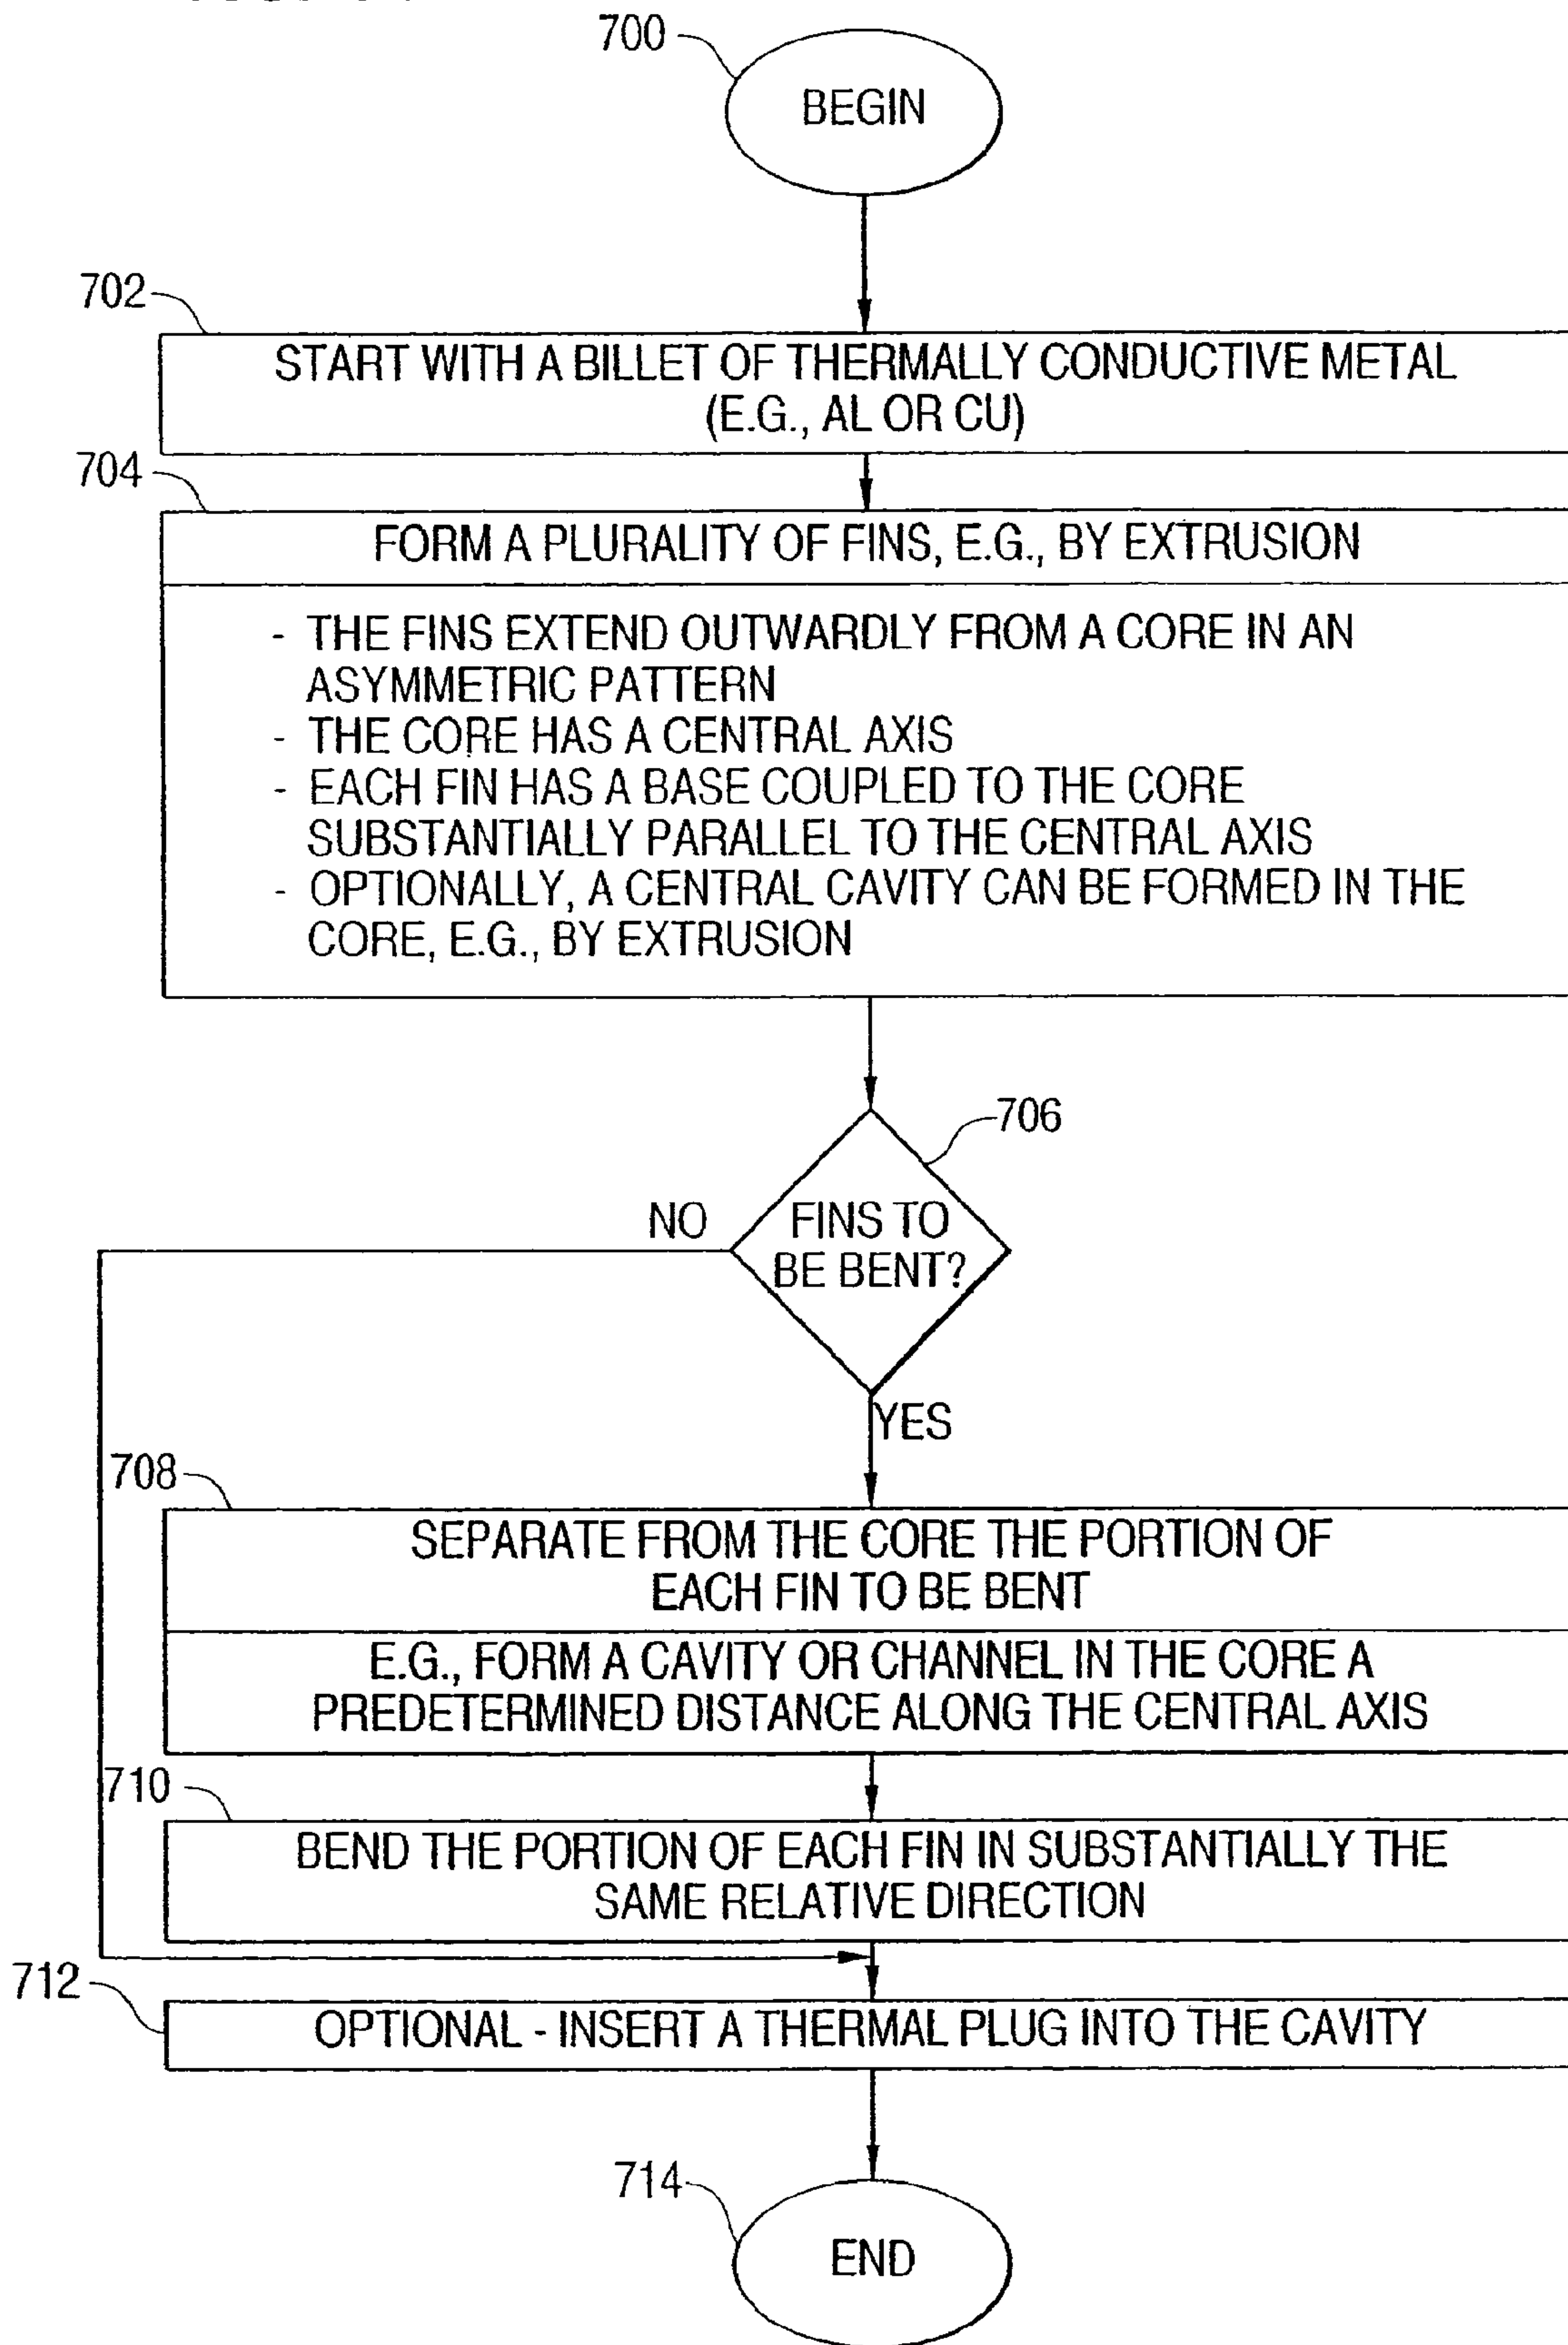 700
BEGIN
702
START WITH A BILLET OF THERMALLY CONDUCTIVE METAL
(E.G., AL OR CU)
704
FORM A PLURALITY OF FINS, E.G., BY EXTRUSION
- THE FINS EXTEND OUTWARDLY FROM A CORE IN AN
ASYMMETRIC PATTERN
- THE CORE HAS A CENTRAL AXIS
- EACH FIN HAS A BASE COUPLED TO THE CORE
SUBSTANTIALLY PARALLEL TO THE CENTRAL AXIS
- OPTIONALLY, A CENTRAL CAVITY CAN BE FORMED IN THE
CORE, E.G., BY EXTRUSION
706
NO
FINS TO
BE BENT?
YES
708
SEPARATE FROM THE CORE THE PORTION OF
EACH FIN TO BE BENT
E.G., FORM A CAVITY OR CHANNEL IN THE CORE A
PREDETERMINED DISTANCE ALONG THE CENTRAL AXIS
710
BEND THE PORTION OF EACH FIN IN SUBSTANTIALLY THE
SAME RELATIVE DIRECTION
712
OPTIONAL - INSERT A THERMAL PLUG INTO THE CAVITY
714
END